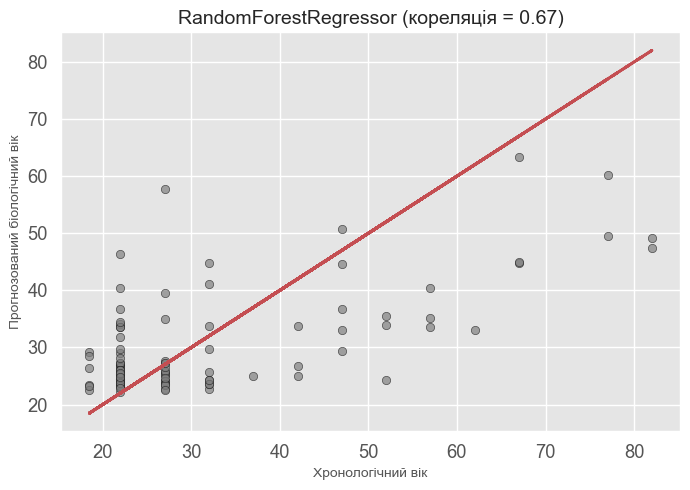 RandomForestRegressor (кореляція = 0.67)
80
70
60
50
40
30
20
Прогнозований біологічний вік
20 30 40 50 60 70 80
Хронологічний вік